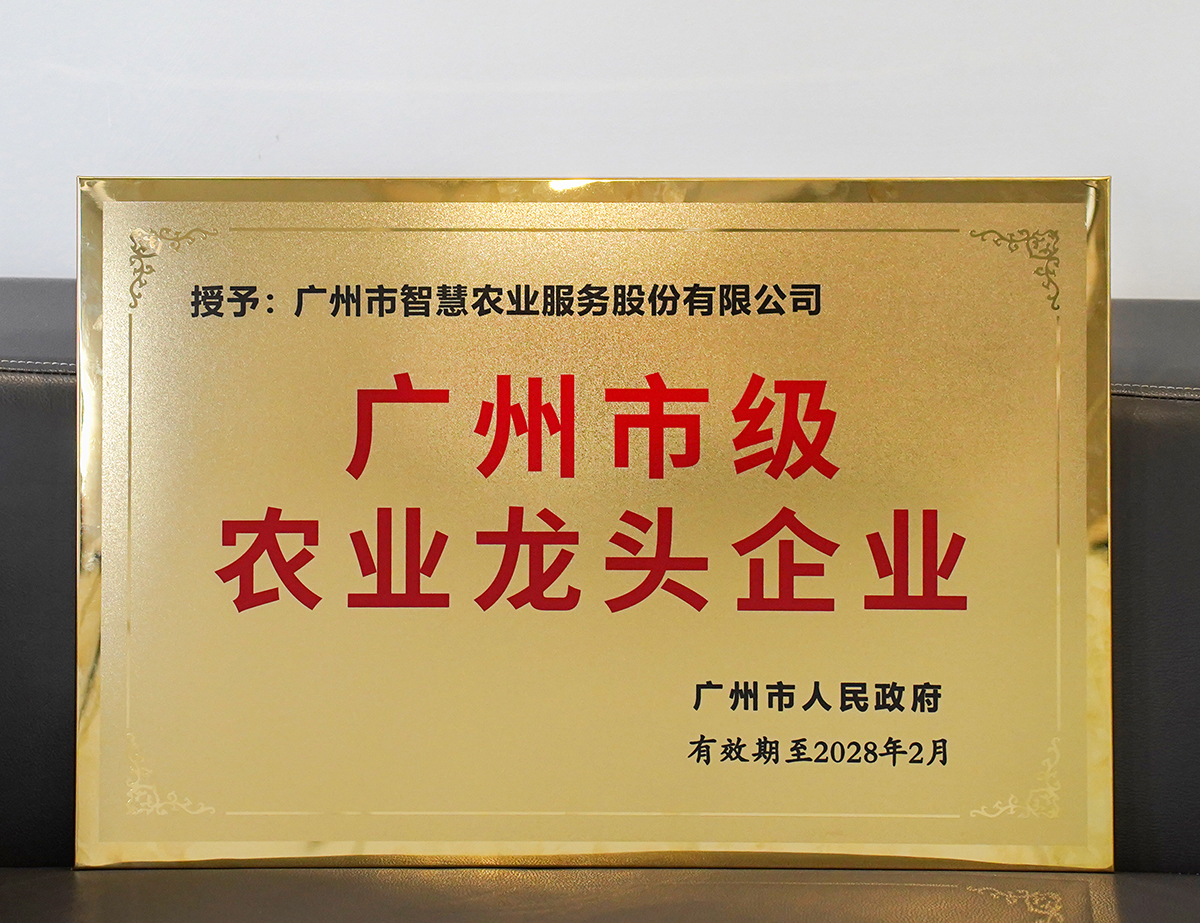 授予：广州市智慧农业服务股份有限公司
广州市级
农业龙头企业
广州市人民政府
有效期至2028年2月